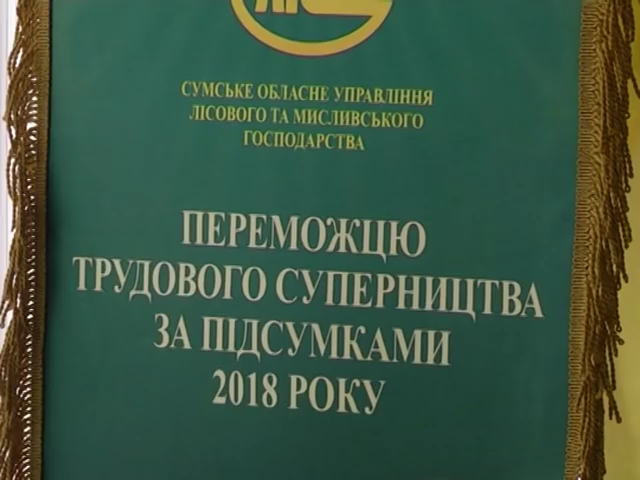 СУМСЬКЕ ОБЛАСНЕ УПРАВЛІННЯ
ЛІСОВОГО ТА МИСЛИВСЬКОГО
ГОСПОДАРСТВА
ПЕРЕМОЖЦЮ
ТРУДОВОГО СУПЕРНИЦТВА
ЗА ПІДСУМКАМИ
2018 РОКУ